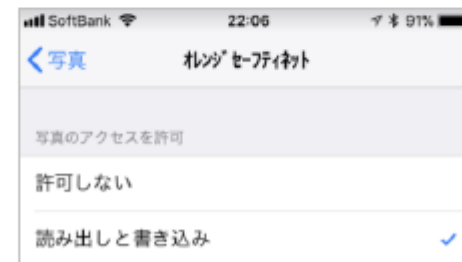 SoftBank 22:06 91%
写真 ｵﾚﾝｼﾞｾｰﾌﾃｨﾈｯﾄ
写真のアクセスを許可
許可しない
読み出しと書き込み